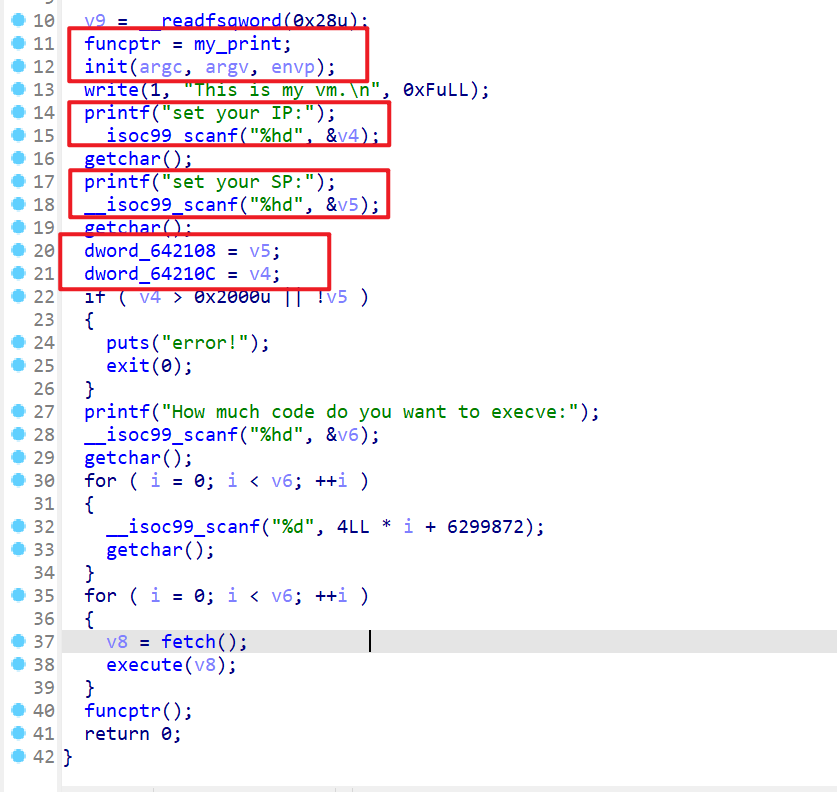 10 v9 = __readfsqword(0x28u);
11 funcptr = my_print;
12 init(argc, argv, envp);
13 write(1, "This is my vm.\n", 0xFuLL);
14 printf("set your IP:");
15 __isoc99_scanf("%hd", &v4);
16 getchar();
17 printf("set your SP:");
18 __isoc99_scanf("%hd", &v5);
19 getchar();
20 dword_642108 = v5;
21 dword_64210C = v4;
22 if ( v4 > 0x2000u || !v5 )
23 {
24 puts("error!");
25 exit(0);
26 }
27 printf("How much code do you want to execve:");
28 __isoc99_scanf("%hd", &v6);
29 getchar();
30 for ( i = 0; i < v6; ++i )
31 {
32 __isoc99_scanf("%d", 4LL * i + 6299872);
33 getchar();
34 }
35 for ( i = 0; i < v6; ++i )
36 {
37 v8 = fetch();
38 execute(v8);
39 }
40 funcptr();
41 return 0;
42 }